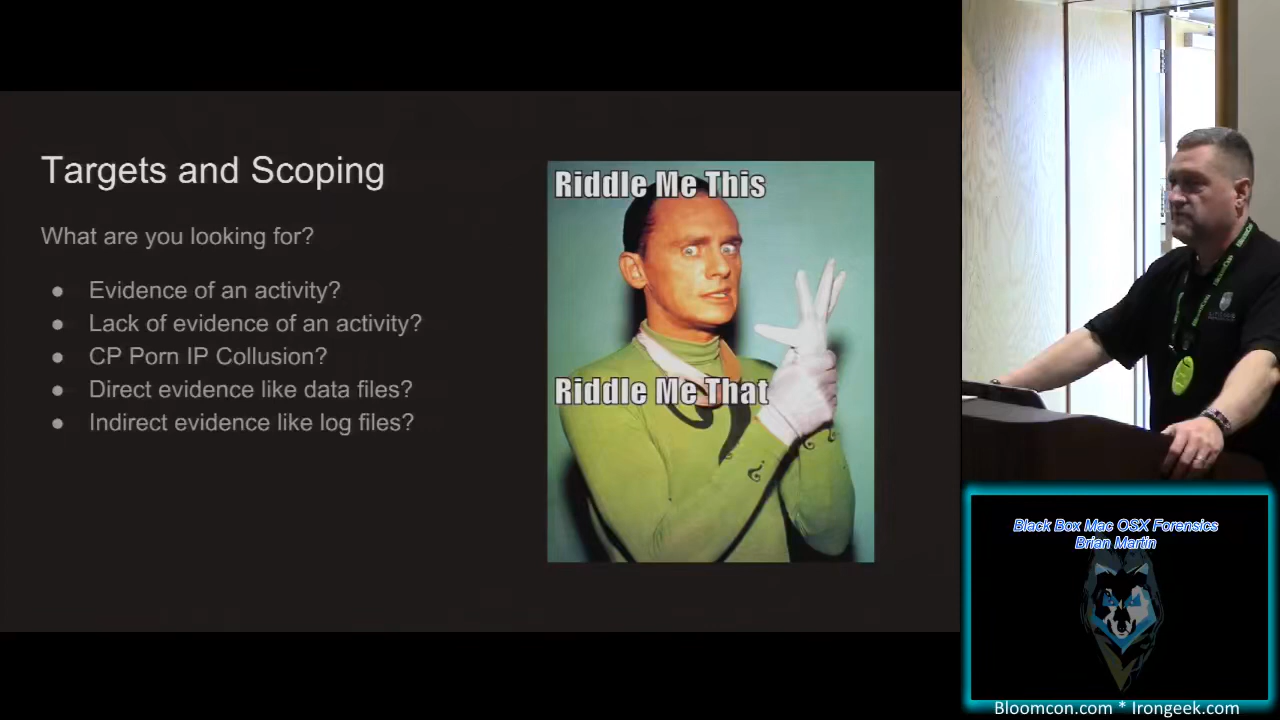 Targets and Scoping
What are you looking for?
● Evidence of an activity?
● Lack of evidence of an activity?
● CP Porn IP Collusion?
● Direct evidence like data files?
● Indirect evidence like log files?
Riddle Me This
Riddle Me That
Black Box Mac OSX Forensics
Brian Martin
Bloomcon.com * Irongeek.com